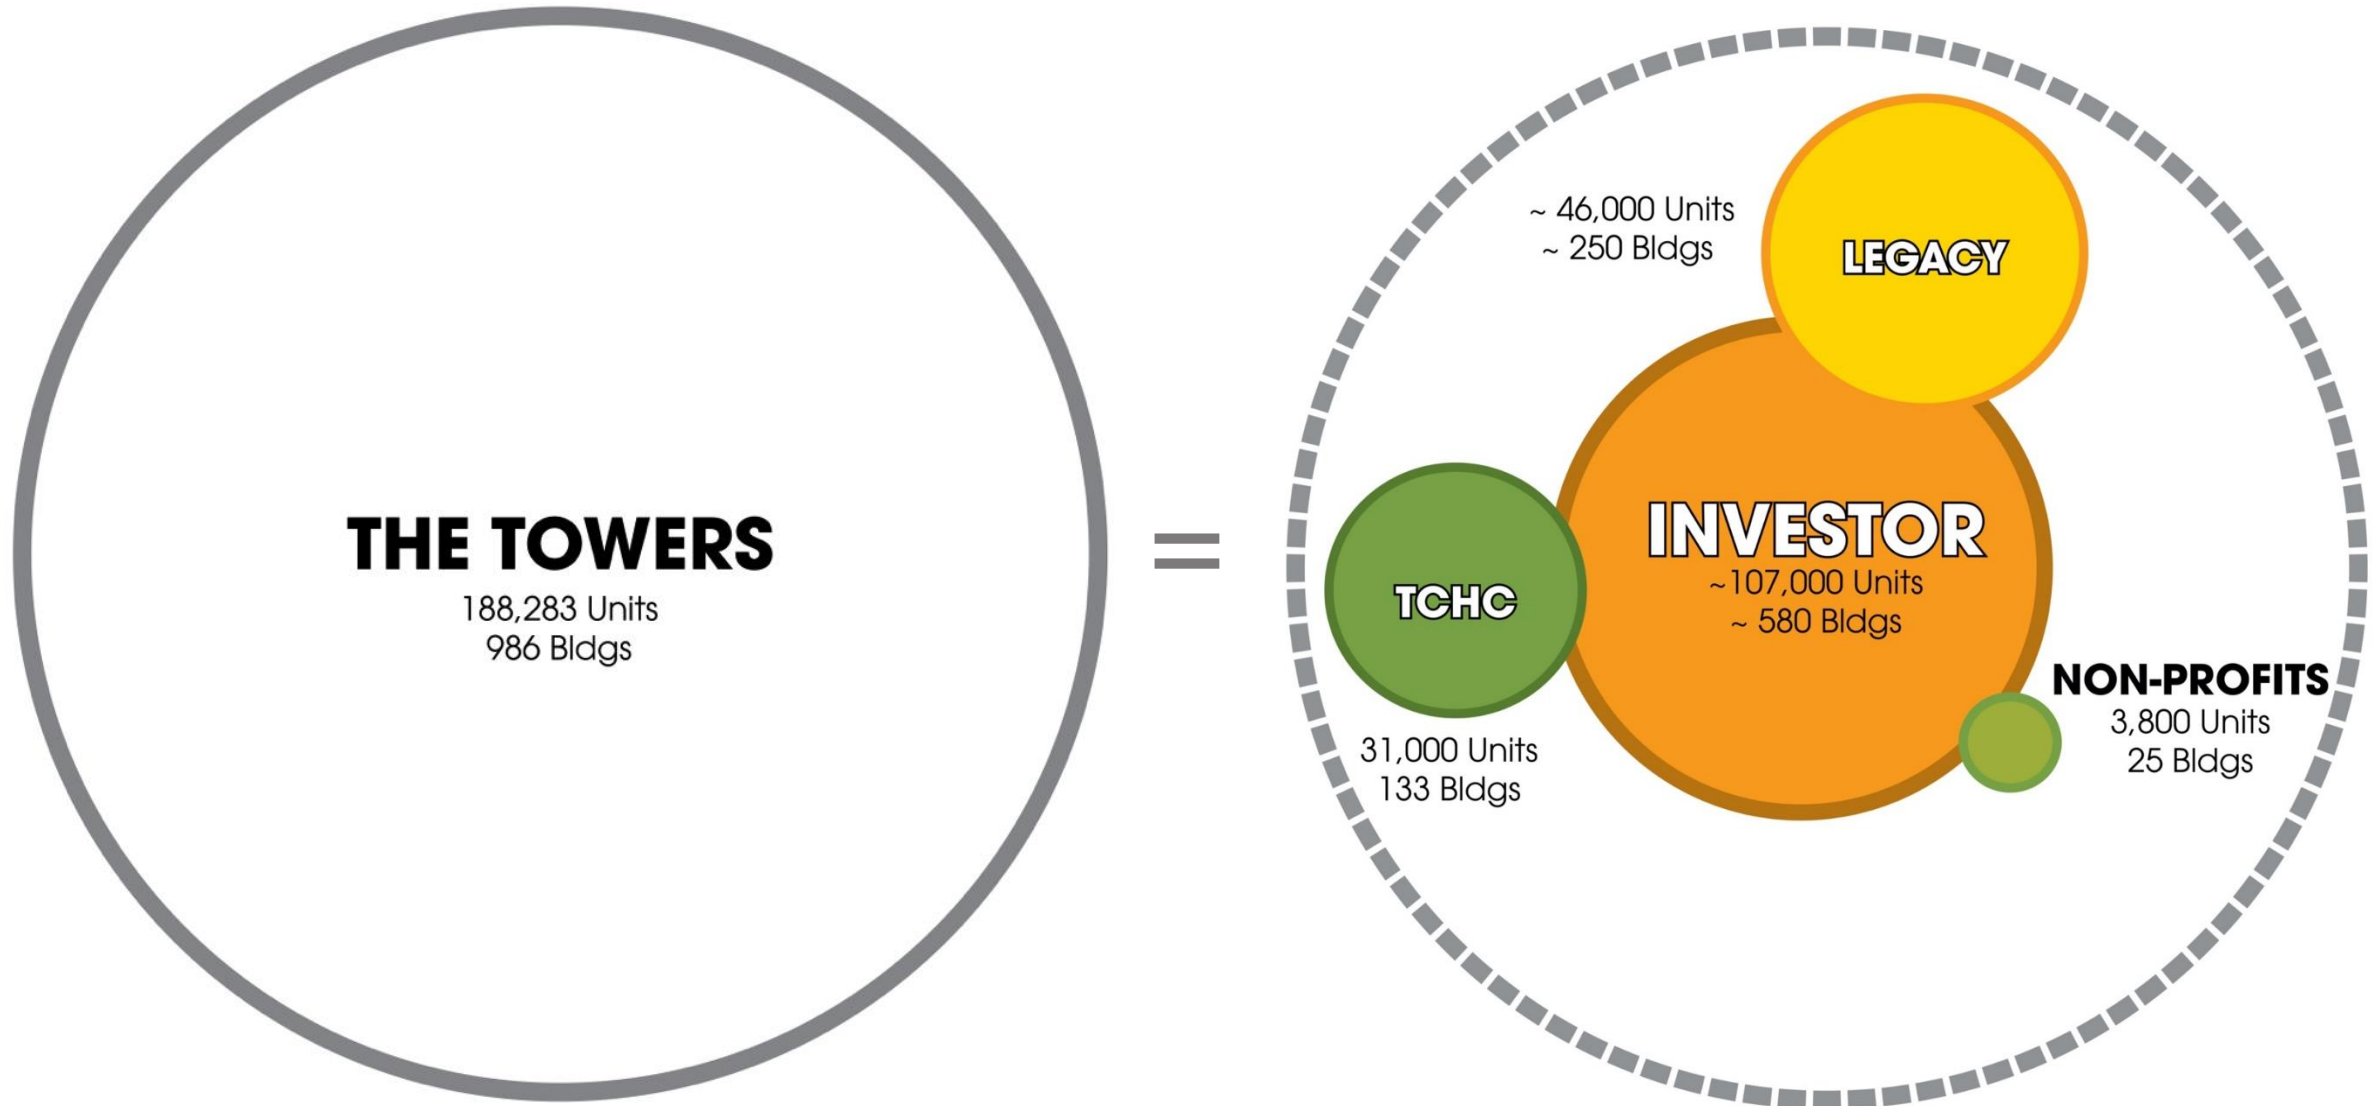 THE TOWERS
188,283 Units
986 Bldgs
=
~ 46,000 Units
~ 250 Bldgs
LEGACY
INVESTOR
~107,000 Units
~ 580 Bldgs
TCHC
31,000 Units
133 Bldgs
NON-PROFITS
3,800 Units
25 Bldgs